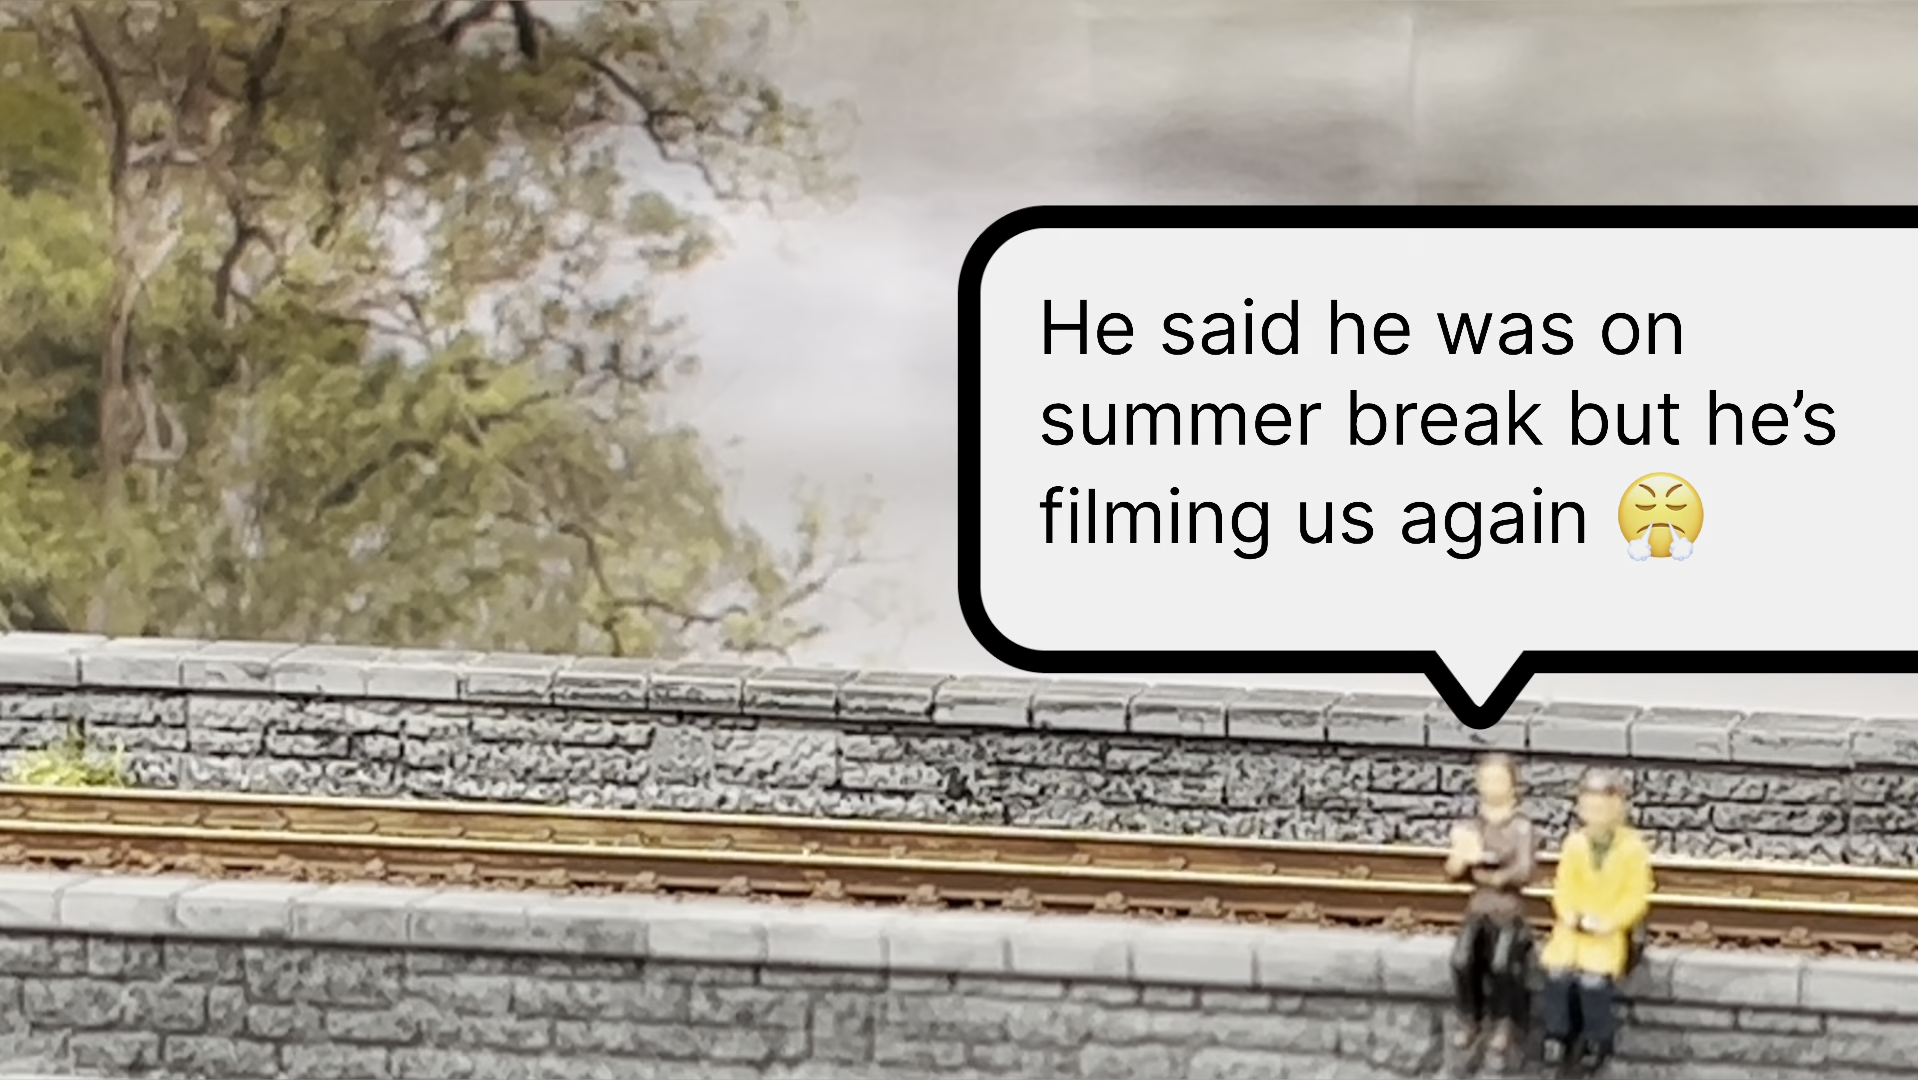 He said he was on
summer break but he’s
filming us again 😤